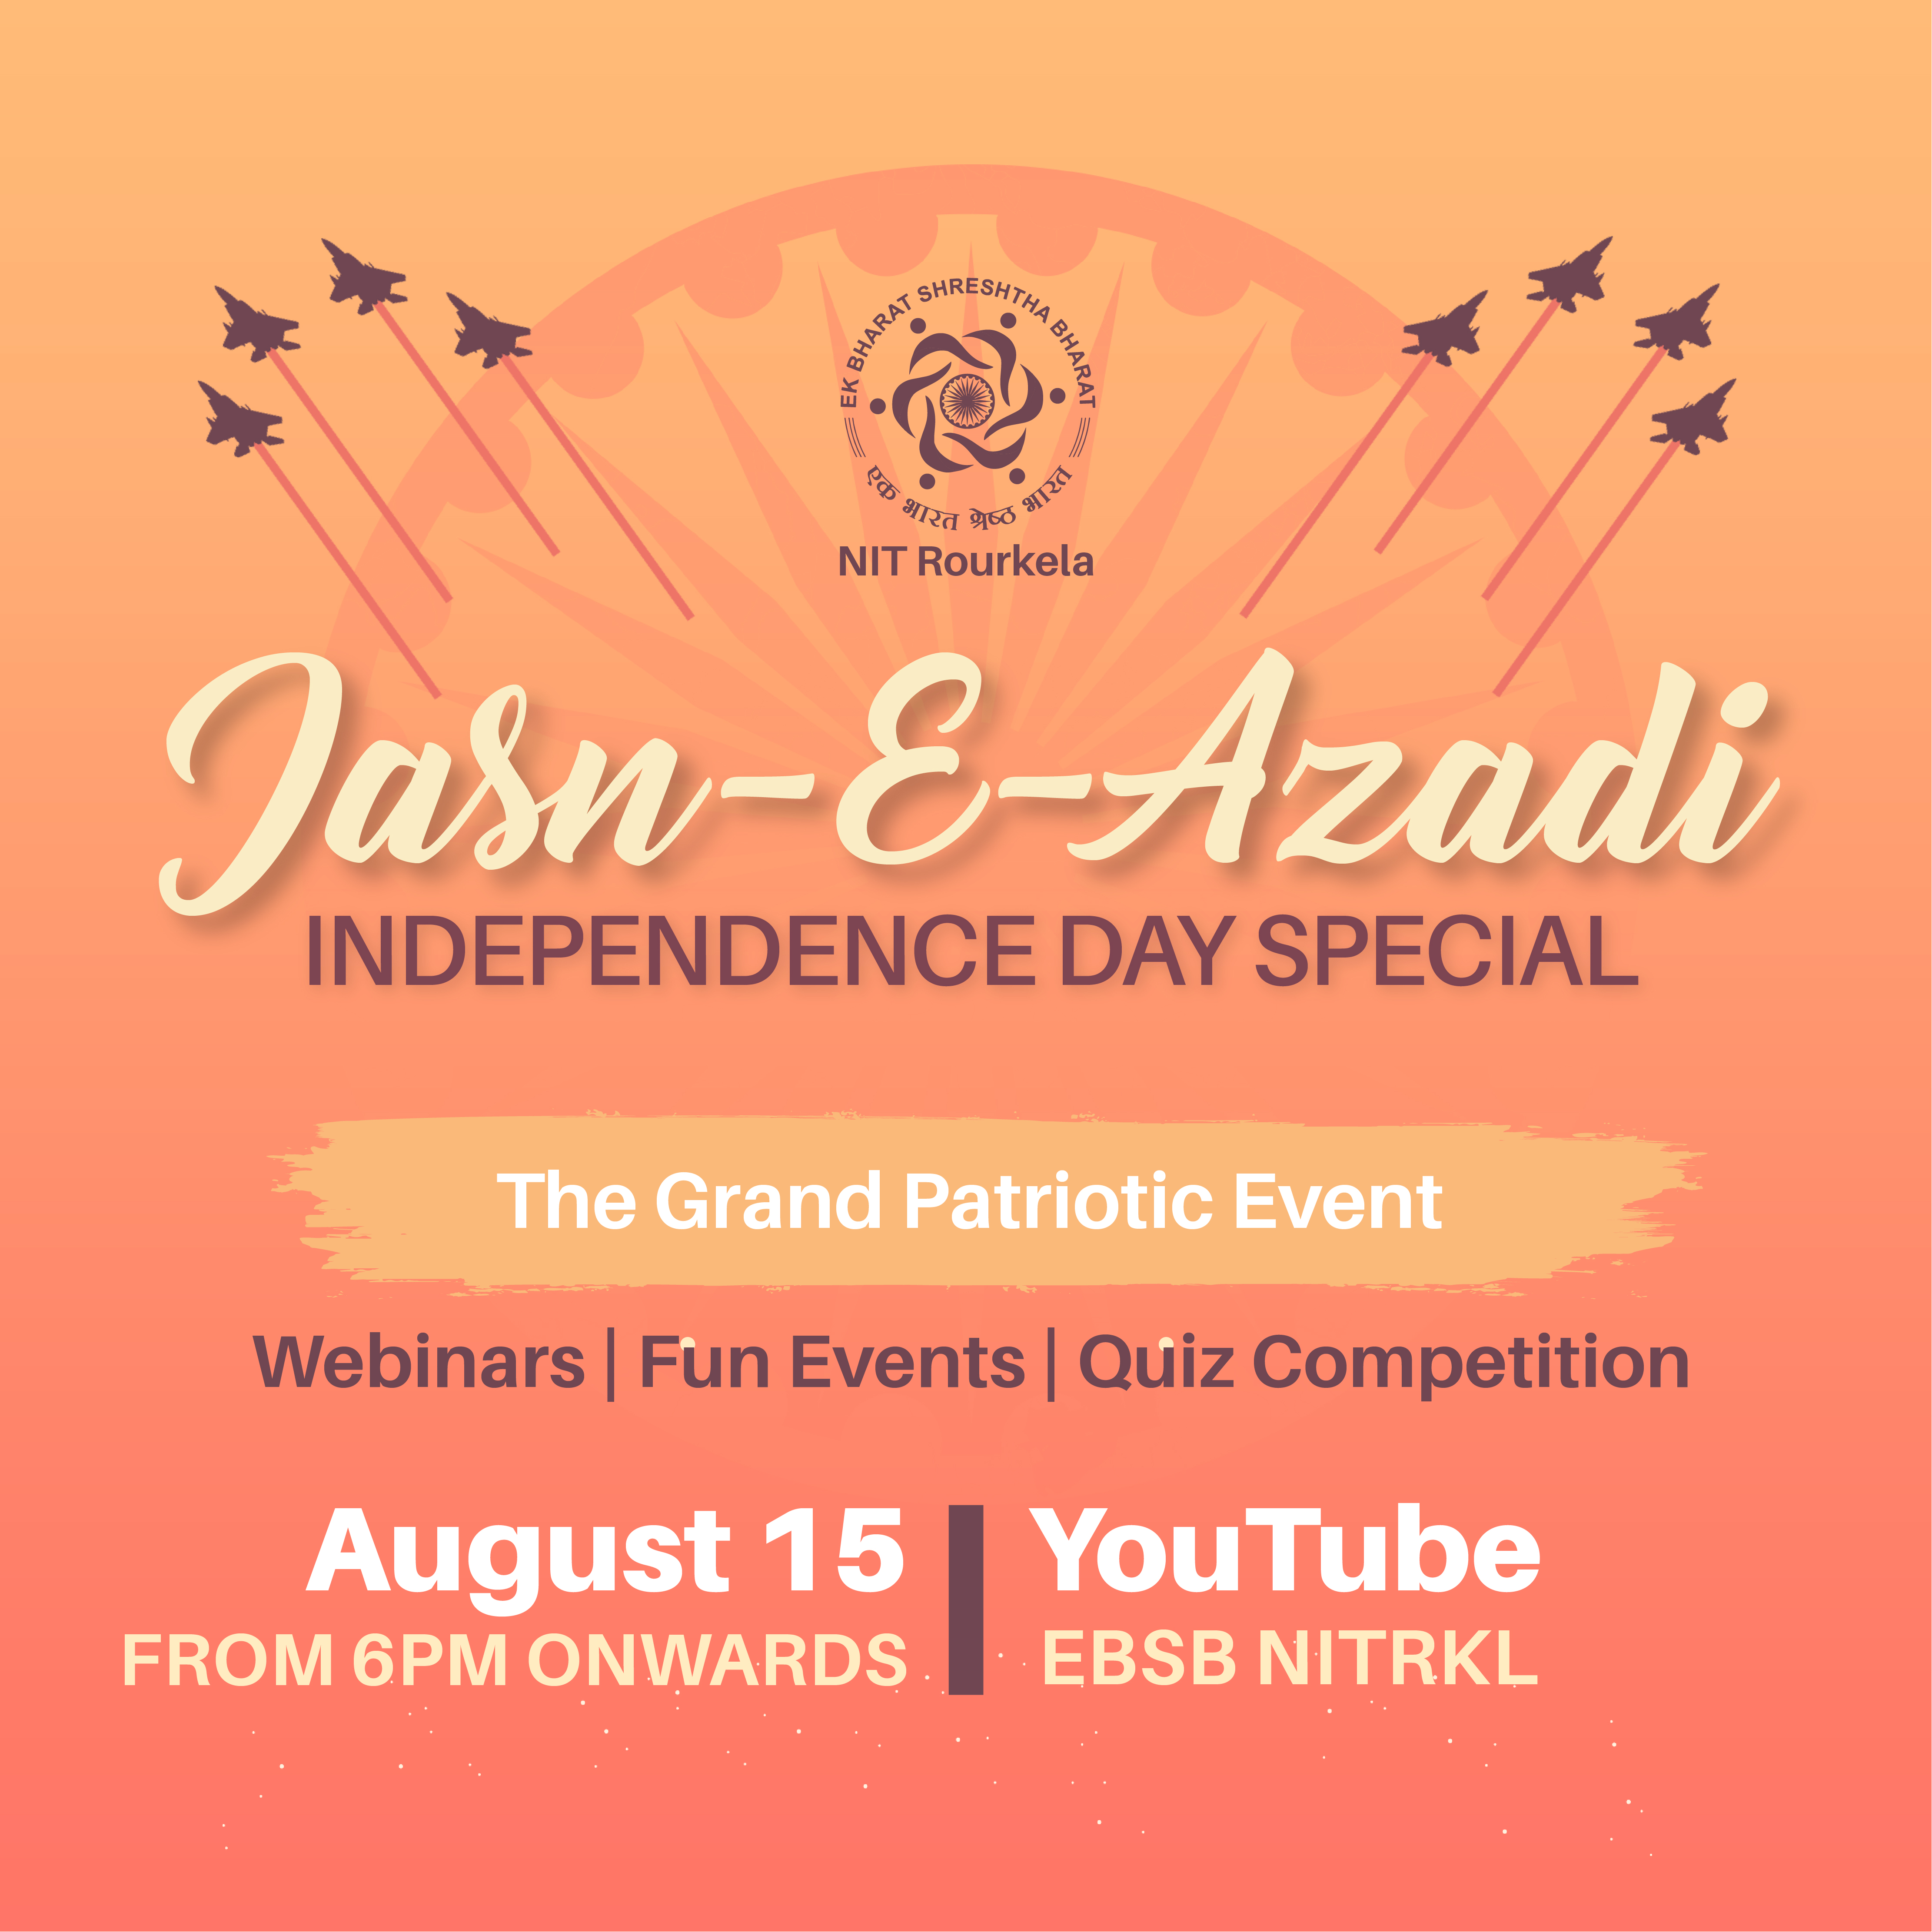 EK BHARAT SHRESHTHA BHARAT
एक भारत श्रेष्ठ भारत
NIT Rourkela
Jasn-E-Azadi
INDEPENDENCE DAY SPECIAL
The Grand Patriotic Event
Webinars | Fun Events | Quiz Competition
August 15 | YouTube
FROM 6PM ONWARDS EBSB NITRKL